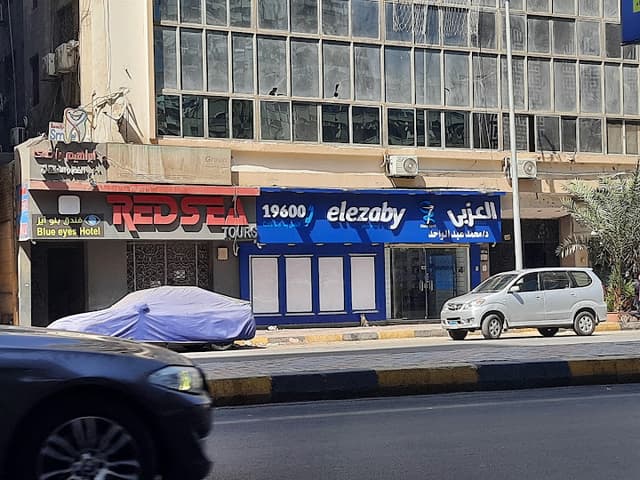 فندق بلو آيز
Blue eyes Hotel
RED SEA
TOURS
19600
elezaby
العزبي
د/محمد عبد الواحد